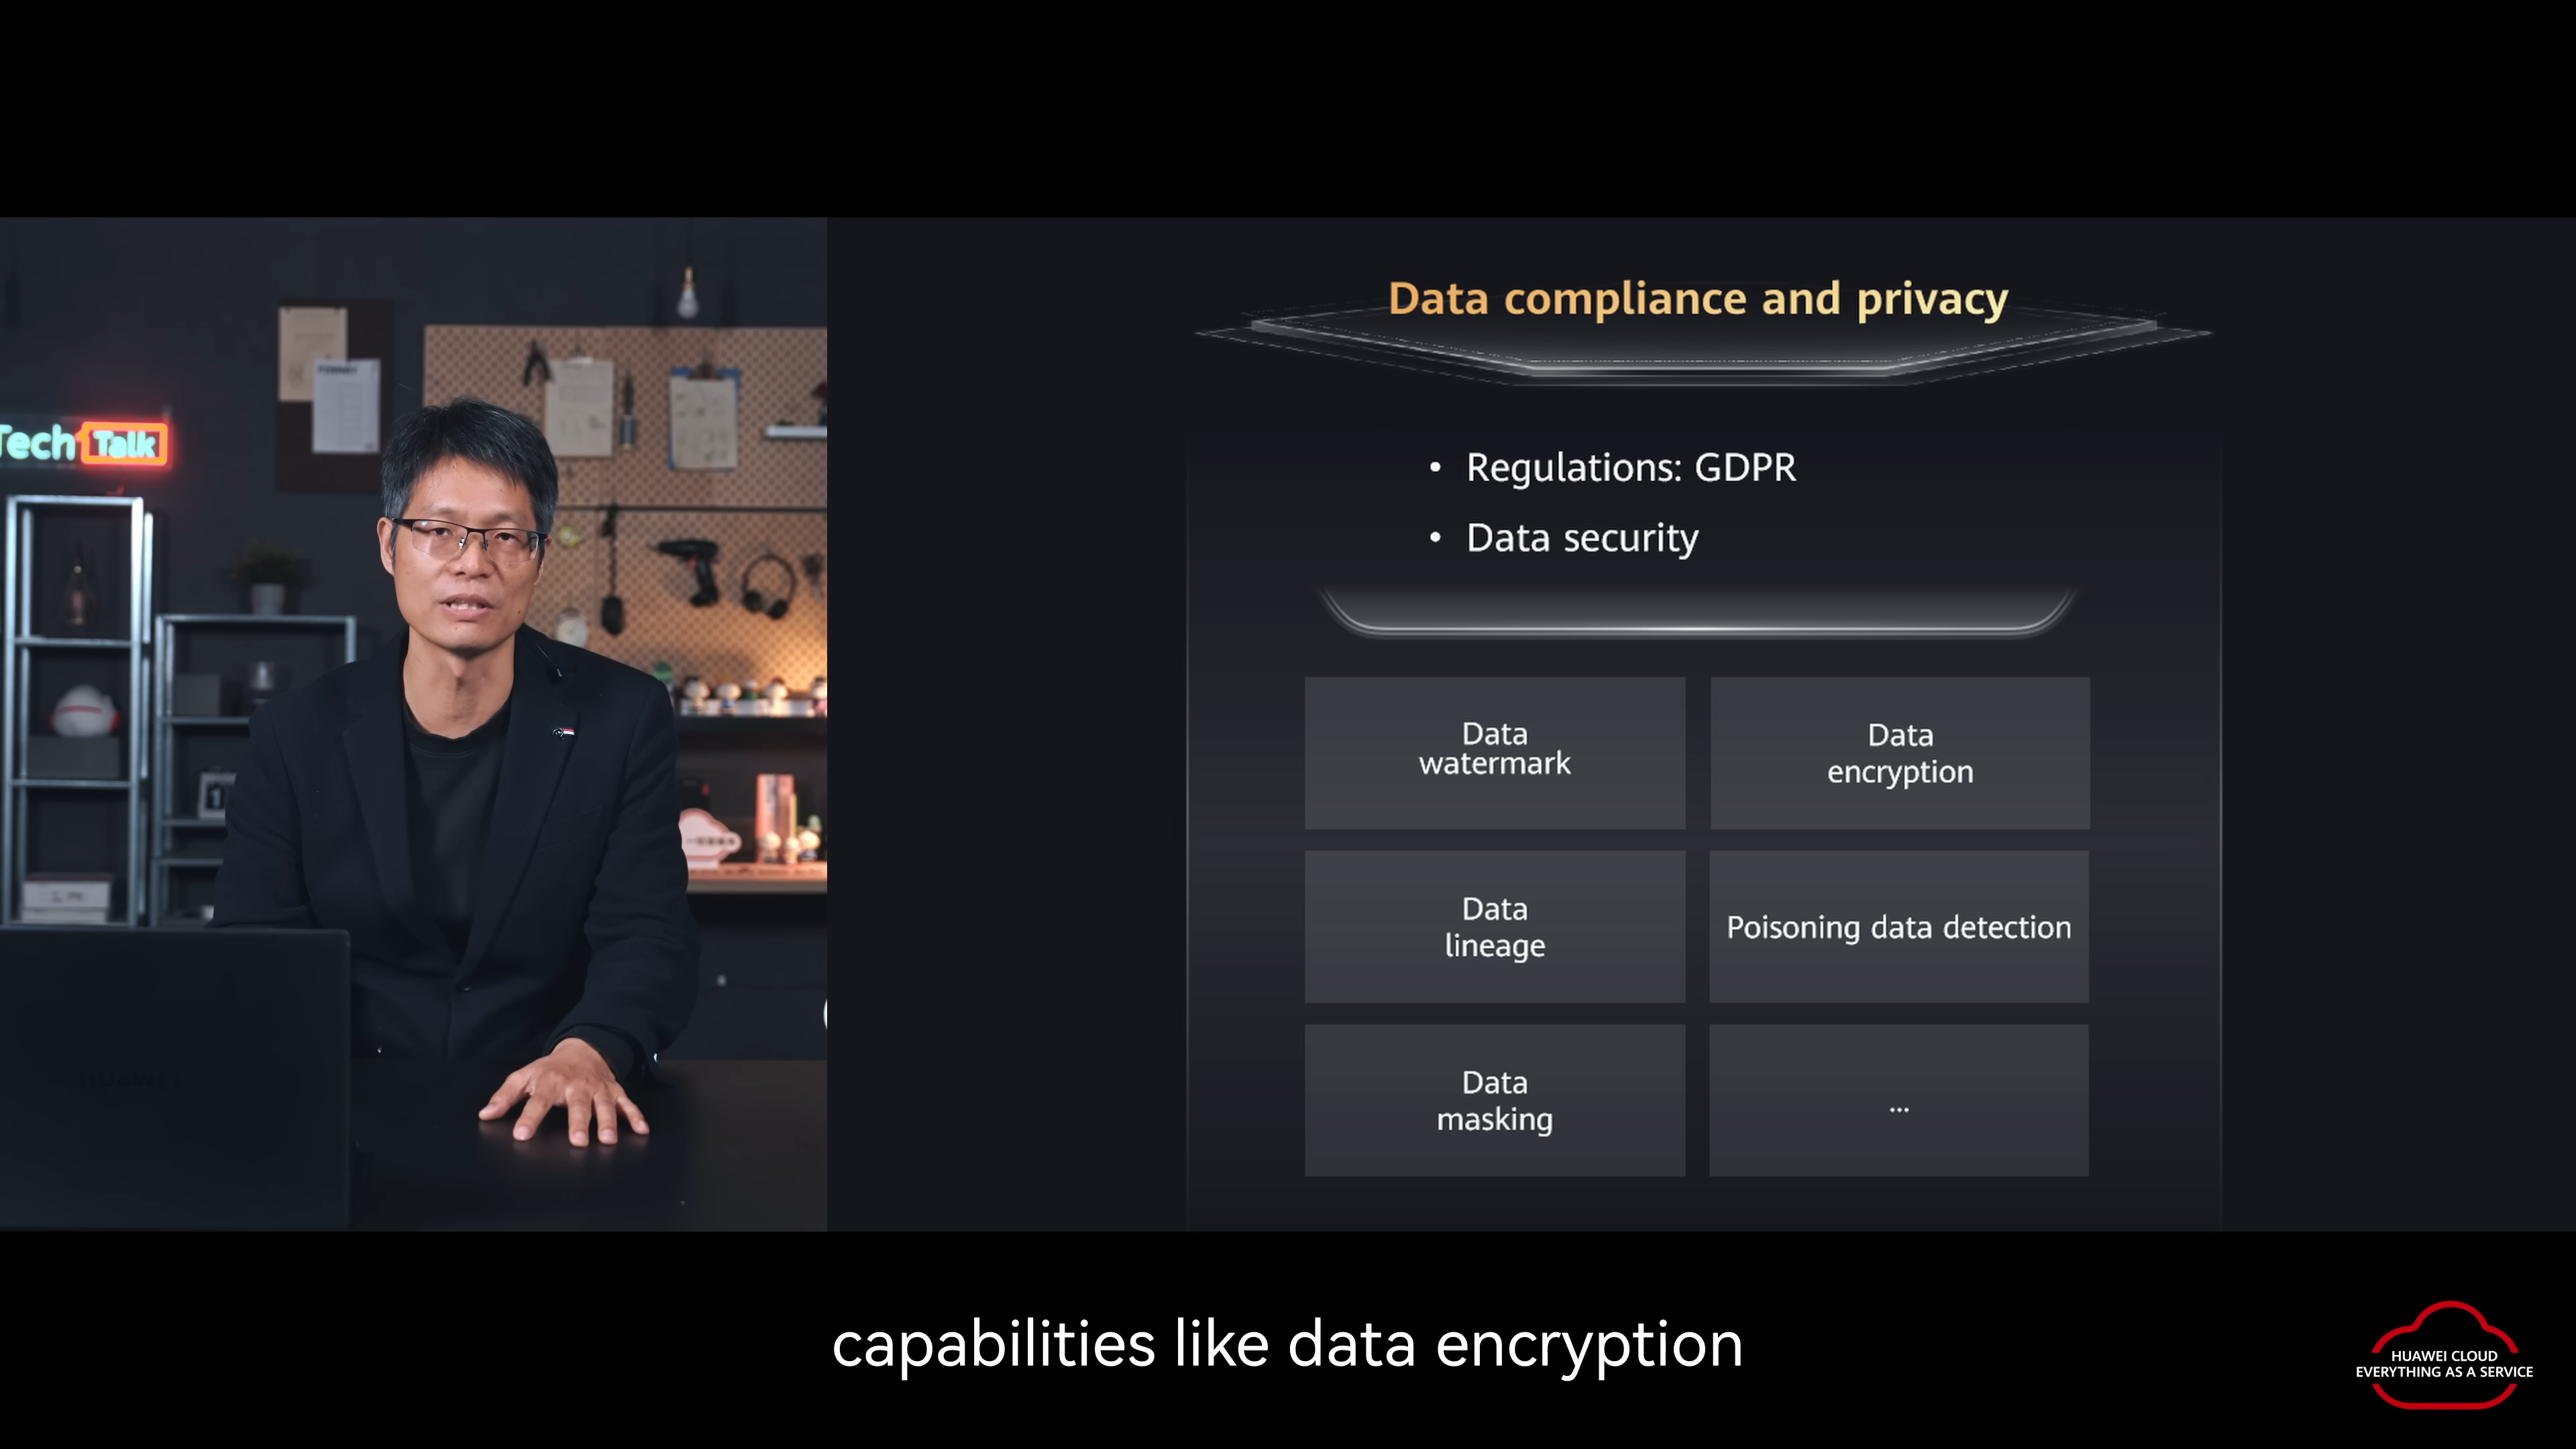 Tech Talk
Data compliance and privacy
• Regulations: GDPR
• Data security
Data
watermark
Data
encryption
Data
lineage
Poisoning data detection
Data
masking
...
HUAWEI
capabilities like data encryption
HUAWEI CLOUD
EVERYTHING AS A SERVICE